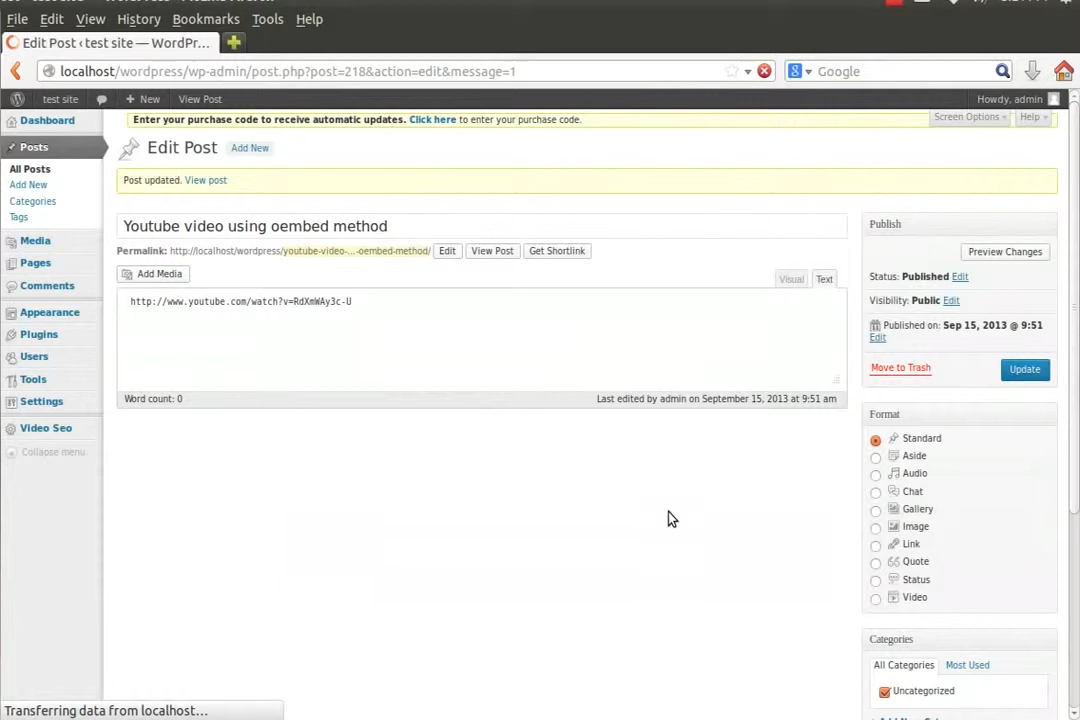 File Edit View History Bookmarks Tools Help
Edit Post ‹ test site — WordPr...
localhost/wordpress/wp-admin/post.php?post=218&action=edit&message=1
Google
test site
New
View Post
Howdy, admin
Enter your purchase code to receive automatic updates. Click here to enter your purchase code.
Screen Options
Help
Dashboard
Posts
All Posts
Add New
Categories
Tags
Media
Pages
Comments
Appearance
Plugins
Users
Tools
Settings
Video Seo
Collapse menu
Edit Post Add New
Post updated. View post
Youtube video using oembed method
Permalink: http://localhost/wordpress/youtube-video-...-oembed-method/ Edit View Post Get Shortlink
Add Media
Visual Text
http://www.youtube.com/watch?v=RdXmWAy3c-U
Word count: 0
Last edited by admin on September 15, 2013 at 9:51 am
Publish
Preview Changes
Status: Published Edit
Visibility: Public Edit
Published on: Sep 15, 2013 @ 9:51
Edit
Move to Trash
Update
Format
Standard
Aside
Audio
Chat
Gallery
Image
Link
Quote
Status
Video
Categories
All Categories Most Used
Uncategorized
Transferring data from localhost...